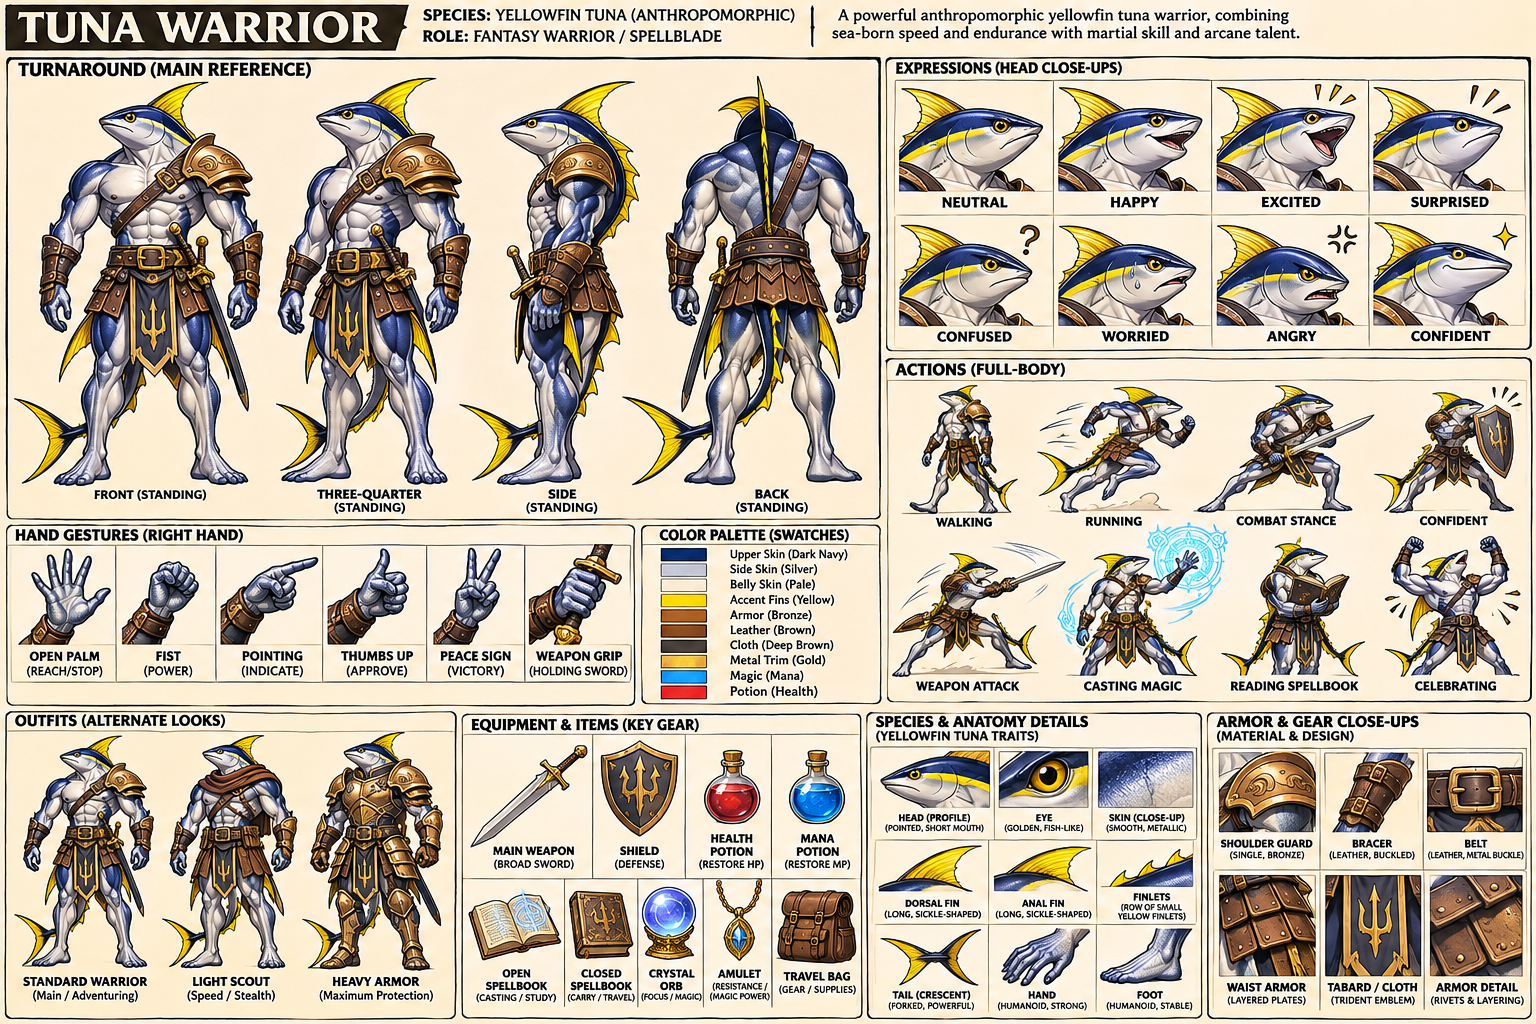 TUNA WARRIOR
SPECIES: YELLOWFIN TUNA (ANTHROPOMORPHIC)
ROLE: FANTASY WARRIOR / SPELLBLADE
A powerful anthropomorphic yellowfin tuna warrior, combining
sea-born speed and endurance with martial skill and arcane talent.
TURNAROUND (MAIN REFERENCE)
FRONT (STANDING)
THREE-QUARTER
(STANDING)
SIDE
(STANDING)
BACK
(STANDING)
EXPRESSIONS (HEAD CLOSE-UPS)
NEUTRAL
HAPPY
EXCITED
SURPRISED
?
CONFUSED
WORRIED
ANGRY
CONFIDENT
ACTIONS (FULL-BODY)
WALKING
RUNNING
COMBAT STANCE
CONFIDENT
WEAPON ATTACK
CASTING MAGIC
READING SPELLBOOK
CELEBRATING
HAND GESTURES (RIGHT HAND)
OPEN PALM
(REACH/STOP)
FIST
(POWER)
POINTING
(INDICATE)
THUMBS UP
(APPROVE)
PEACE SIGN
(VICTORY)
WEAPON GRIP
(HOLDING SWORD)
COLOR PALETTE (SWATCHES)
Upper Skin (Dark Navy)
Side Skin (Silver)
Belly Skin (Pale)
Accent Fins (Yellow)
Armor (Bronze)
Leather (Brown)
Cloth (Deep Brown)
Metal Trim (Gold)
Magic (Mana)
Potion (Health)
OUTFITS (ALTERNATE LOOKS)
STANDARD WARRIOR
(Main / Adventuring)
LIGHT SCOUT
(Speed / Stealth)
HEAVY ARMOR
(Maximum Protection)
EQUIPMENT & ITEMS (KEY GEAR)
MAIN WEAPON
(BROAD SWORD)
SHIELD
(DEFENSE)
HEALTH
POTION
(RESTORE HP)
MANA
POTION
(RESTORE MP)
OPEN
SPELLBOOK
(CASTING / STUDY)
CLOSED
SPELLBOOK
(CARRY / TRAVEL)
CRYSTAL
ORB
(FOCUS / MAGIC)
AMULET
(RESISTANCE /
MAGIC POWER)
TRAVEL BAG
(GEAR / SUPPLIES)
SPECIES & ANATOMY DETAILS
(YELLOWFIN TUNA TRAITS)
HEAD (PROFILE)
(POINTED, SHORT MOUTH)
EYE
(GOLDEN, FISH-LIKE)
SKIN (CLOSE-UP)
(SMOOTH, METALLIC)
DORSAL FIN
(LONG, SICKLE-SHAPED)
ANAL FIN
(LONG, SICKLE-SHAPED)
FINLETS
(ROW OF SMALL
YELLOW FINLETS)
TAIL (CRESCENT)
(FORKED, POWERFUL)
HAND
(HUMANOID, STRONG)
FOOT
(HUMANOID, STABLE)
ARMOR & GEAR CLOSE-UPS
(MATERIAL & DESIGN)
SHOULDER GUARD
(SINGLE, BRONZE)
BRACER
(LEATHER, BUCKLED)
BELT
(LEATHER, METAL BUCKLE)
WAIST ARMOR
(LAYERED PLATES)
TABARD / CLOTH
(TRIDENT EMBLEM)
ARMOR DETAIL
(RIVETS & LAYERING)